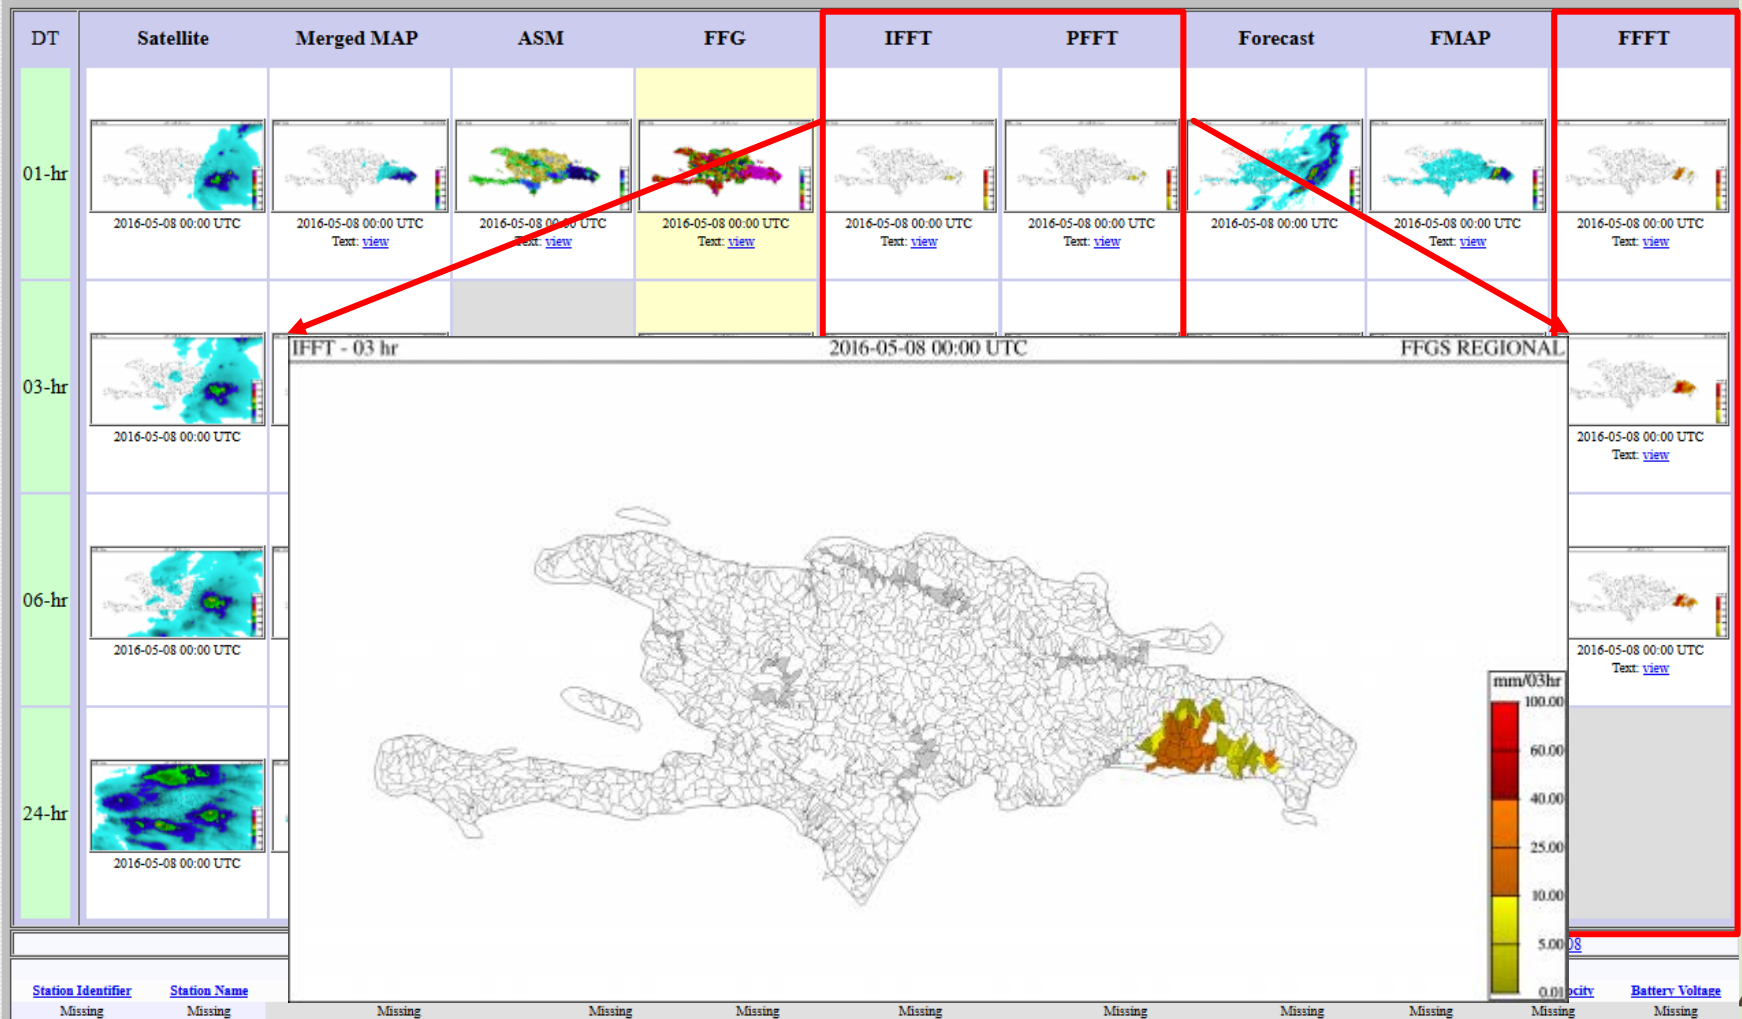 DT Satellite Merged MAP ASM FFG IFFT PFFT Forecast FMAP FFFT
01-hr
2016-05-08 00:00 UTC 2016-05-08 00:00 UTC 2016-05-08 00:00 UTC 2016-05-08 00:00 UTC 2016-05-08 00:00 UTC 2016-05-08 00:00 UTC 2016-05-08 00:00 UTC 2016-05-08 00:00 UTC 2016-05-08 00:00 UTC
Text: view Text: view Text: view Text: view Text: view Text: view Text: view
IFFT - 03 hr 2016-05-08 00:00 UTC FFGS REGIONAL
03-hr
2016-05-08 00:00 UTC 2016-05-08 00:00 UTC
Text: view
06-hr
2016-05-08 00:00 UTC 2016-05-08 00:00 UTC
Text: view
mm/03hr
100.00
60.00
40.00
25.00
10.00
5.00
0.01
24-hr
2016-05-08 00:00 UTC
08
Station Identifier Station Name ocity Battery Voltage
Missing Missing Missing Missing Missing Missing Missing Missing Missing Missing Missing